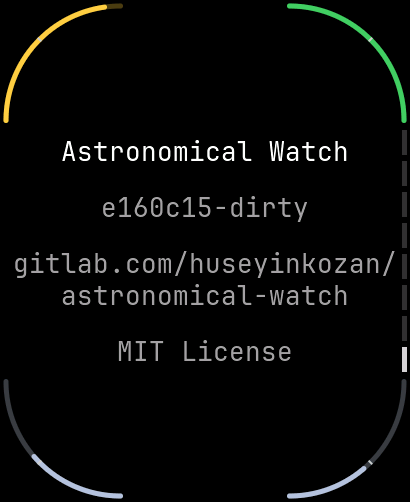 Astronomical Watch
e160c15-dirty
gitlab.com/huseyinkozan/
astronomical-watch
MIT License